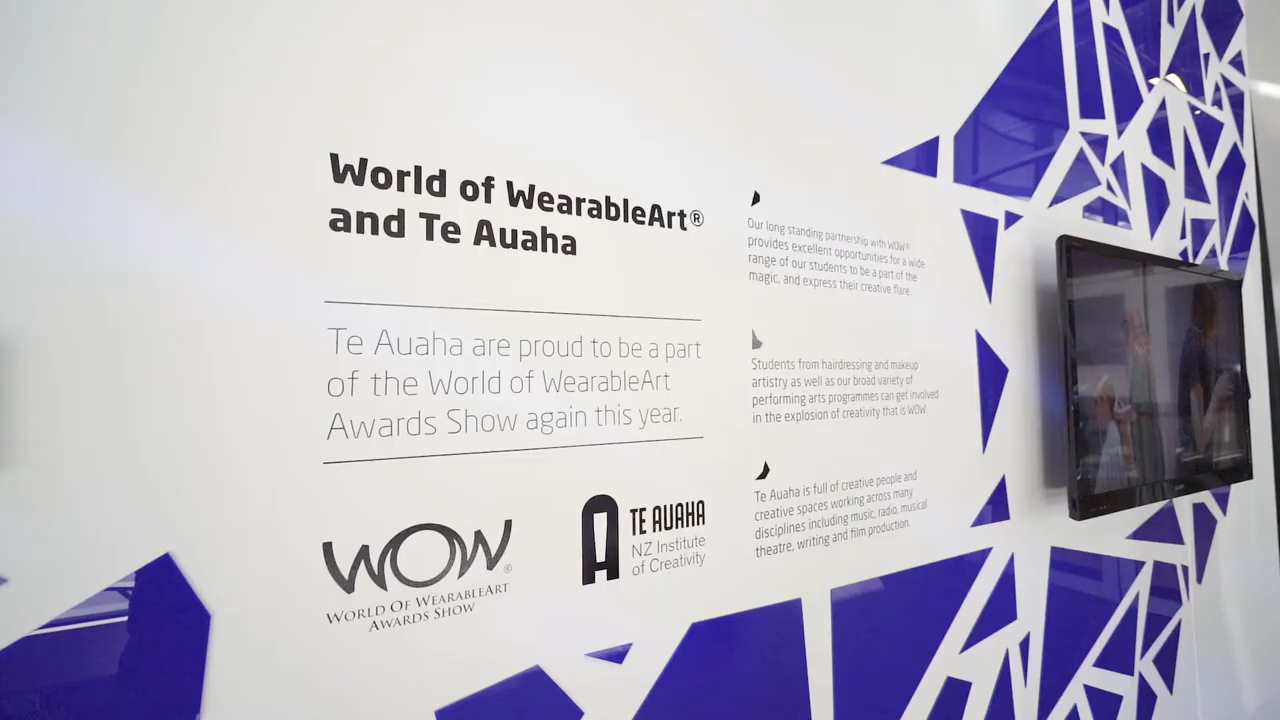 World of WearableArt®
and Te Auaha
Te Auaha are proud to be a part
of the World of WearableArt
Awards Show again this year.
WOW®
WORLD OF WEARABLEART
AWARDS SHOW
TE AUAHA
NZ Institute
of Creativity
Our long standing partnership with WOW®
provides excellent opportunities for a wide
range of our students to be a part of the
magic, and express their creative flare.
Students from hairdressing and makeup
artistry as well as our broad variety of
performing arts programmes can get involved
in the explosion of creativity that is WOW.
Te Auaha is full of creative people and
creative spaces working across many
disciplines including music, radio, musical
theatre, writing and film production.